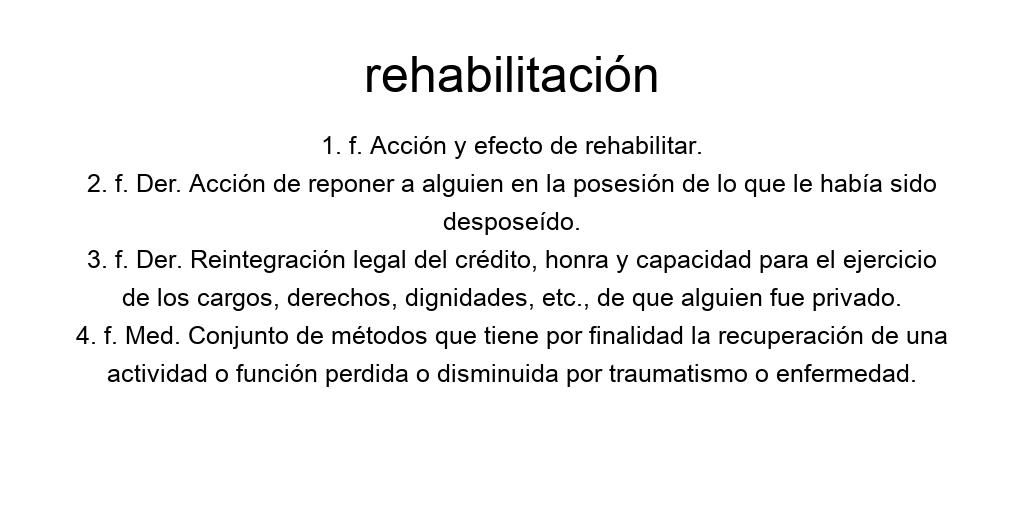 rehabilitación
1. f. Acción y efecto de rehabilitar.
2. f. Der. Acción de reponer a alguien en la posesión de lo que le había sido
desposeído.
3. f. Der. Reintegración legal del crédito, honra y capacidad para el ejercicio
de los cargos, derechos, dignidades, etc., de que alguien fue privado.
4. f. Med. Conjunto de métodos que tiene por finalidad la recuperación de una
actividad o función perdida o disminuida por traumatismo o enfermedad.